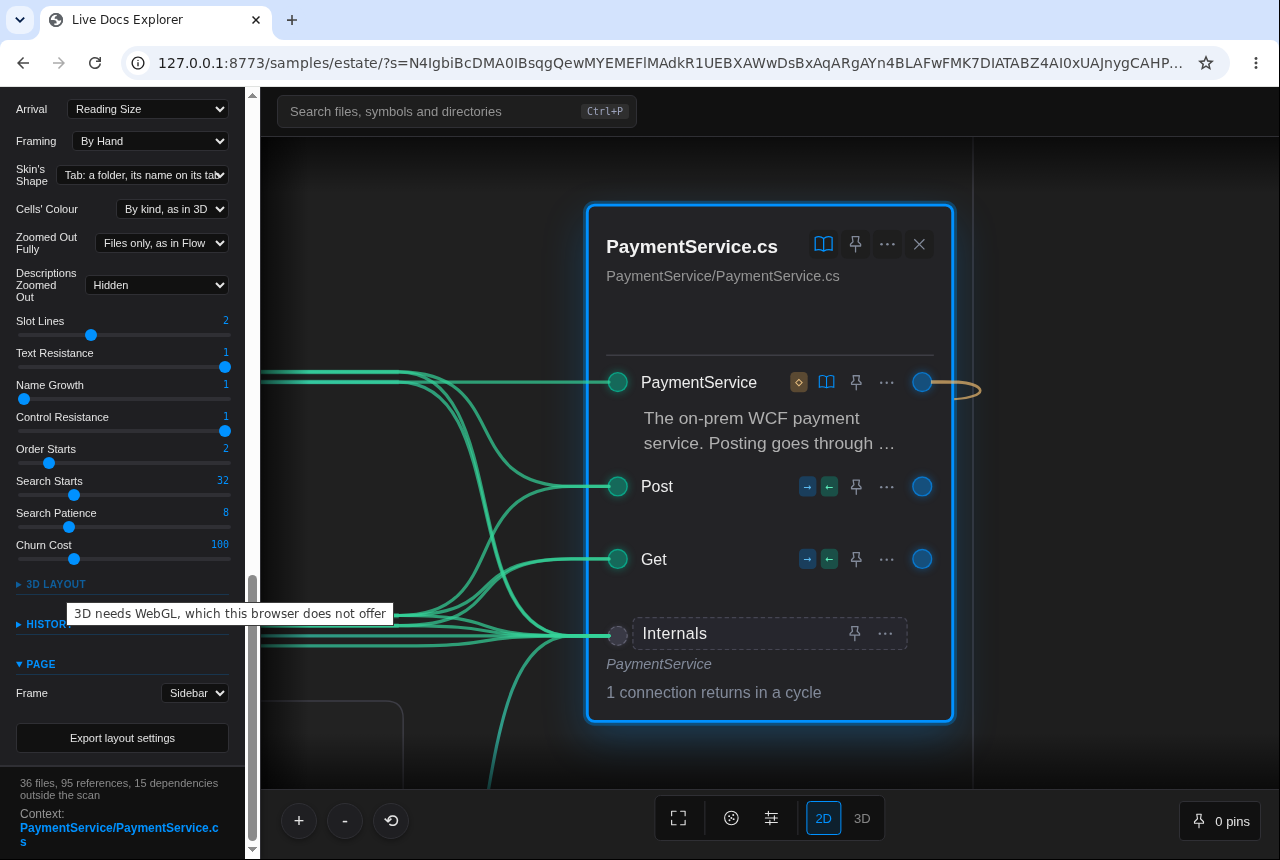 Live Docs Explorer
127.0.0.1:8773/samples/estate/?s=N4IgbiBcDMA0IBsqgQewMYEMEFlMAdkR1UEBXAWwDsBxAqARgAYn4BLAFwFMK7DIATABZ4AI0xUAJnygCAHP...
Arrival Reading Size
Framing By Hand
Skin's Shape Tab: a folder, its name on its tab
Cells' Colour By kind, as in 3D
Zoomed Out Fully Files only, as in Flow
Descriptions Zoomed Out Hidden
Slot Lines 2
Text Resistance 1
Name Growth 1
Control Resistance 1
Order Starts 2
Search Starts 32
Search Patience 8
Churn Cost 100
3D LAYOUT
3D needs WebGL, which this browser does not offer
HISTOR
PAGE
Frame Sidebar
Export layout settings
36 files, 95 references, 15 dependencies
outside the scan
Context:
PaymentService/PaymentService.c
s
Search files, symbols and directories Ctrl+P
PaymentService.cs
PaymentService/PaymentService.cs
PaymentService
The on-prem WCF payment
service. Posting goes through …
Post
Get
Internals
PaymentService
1 connection returns in a cycle
+ - 2D 3D 0 pins